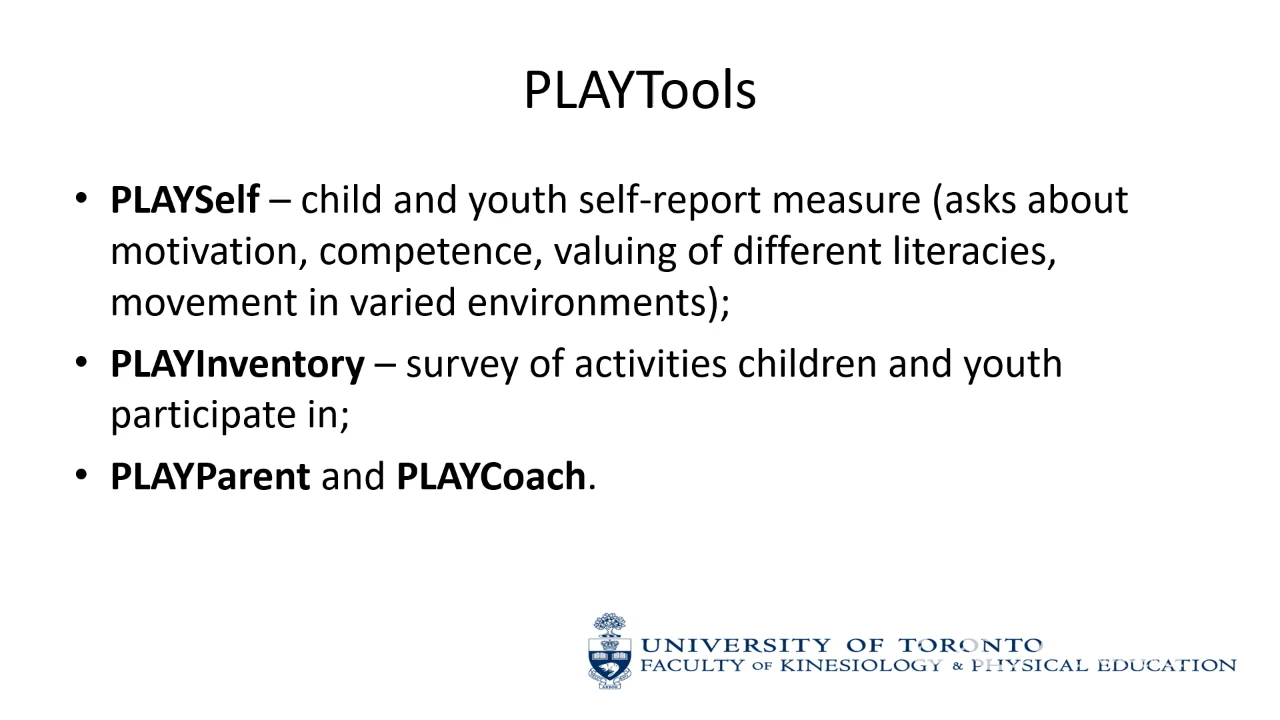 PLAYTools
• PLAYSelf – child and youth self-report measure (asks about
motivation, competence, valuing of different literacies,
movement in varied environments);
• PLAYInventory – survey of activities children and youth
participate in;
• PLAYParent and PLAYCoach.
UNIVERSITY OF TORONTO
FACULTY OF KINESIOLOGY & PHYSICAL EDUCATION